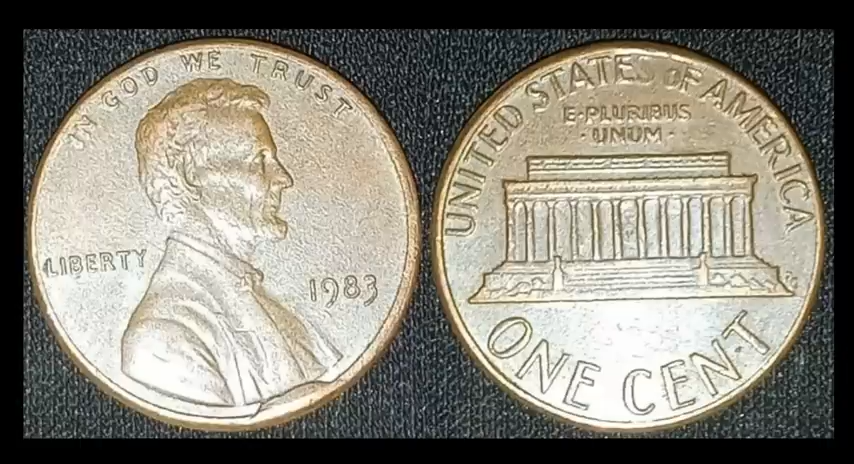 IN GOD WE TRUST
LIBERTY
1983
UNITED STATES OF AMERICA
E·PLURIBUS
·UNUM·
ONE CENT